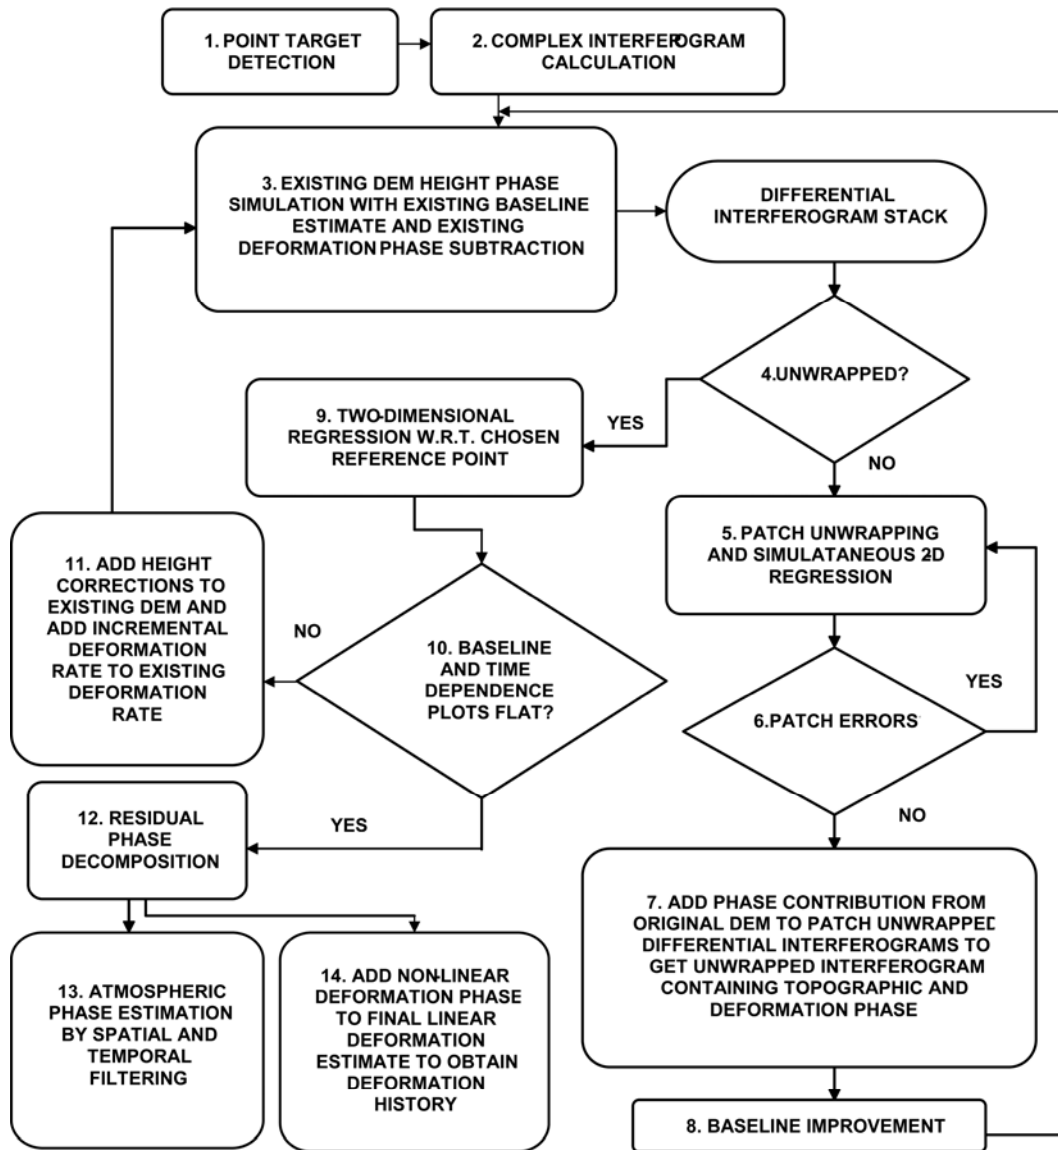 1. POINT TARGET
DETECTION
2. COMPLEX INTERFEROGRAM
CALCULATION
3. EXISTING DEM HEIGHT PHASE
SIMULATION WITH EXISTING BASELINE
ESTIMATE AND EXISTING
DEFORMATION PHASE SUBTRACTION
DIFFERENTIAL
INTERFEROGRAM STACK
4.UNWRAPPED?
YES
NO
9. TWO-DIMENSIONAL
REGRESSION W.R.T. CHOSEN
REFERENCE POINT
5. PATCH UNWRAPPING
AND SIMULATANEOUS 2-D
REGRESSION
11. ADD HEIGHT
CORRECTIONS TO
EXISTING DEM AND
ADD INCREMENTAL
DEFORMATION
RATE TO EXISTING
DEFORMATION
RATE
NO
10. BASELINE
AND TIME
DEPENDENCE
PLOTS FLAT?
YES
6.PATCH ERRORS
YES
NO
12. RESIDUAL
PHASE
DECOMPOSITION
7. ADD PHASE CONTRIBUTION FROM
ORIGINAL DEM TO PATCH UNWRAPPED
DIFFERENTIAL INTERFEROGRAMS TO
GET UNWRAPPED INTERFEROGRAM
CONTAINING TOPOGRAPHIC AND
DEFORMATION PHASE
13. ATMOSPHERIC
PHASE ESTIMATION
BY SPATIAL AND
TEMPORAL
FILTERING
14. ADD NON-LINEAR
DEFORMATION PHASE
TO FINAL LINEAR
DEFORMATION
ESTIMATE TO OBTAIN
DEFORMATION
HISTORY
8. BASELINE IMPROVEMENT